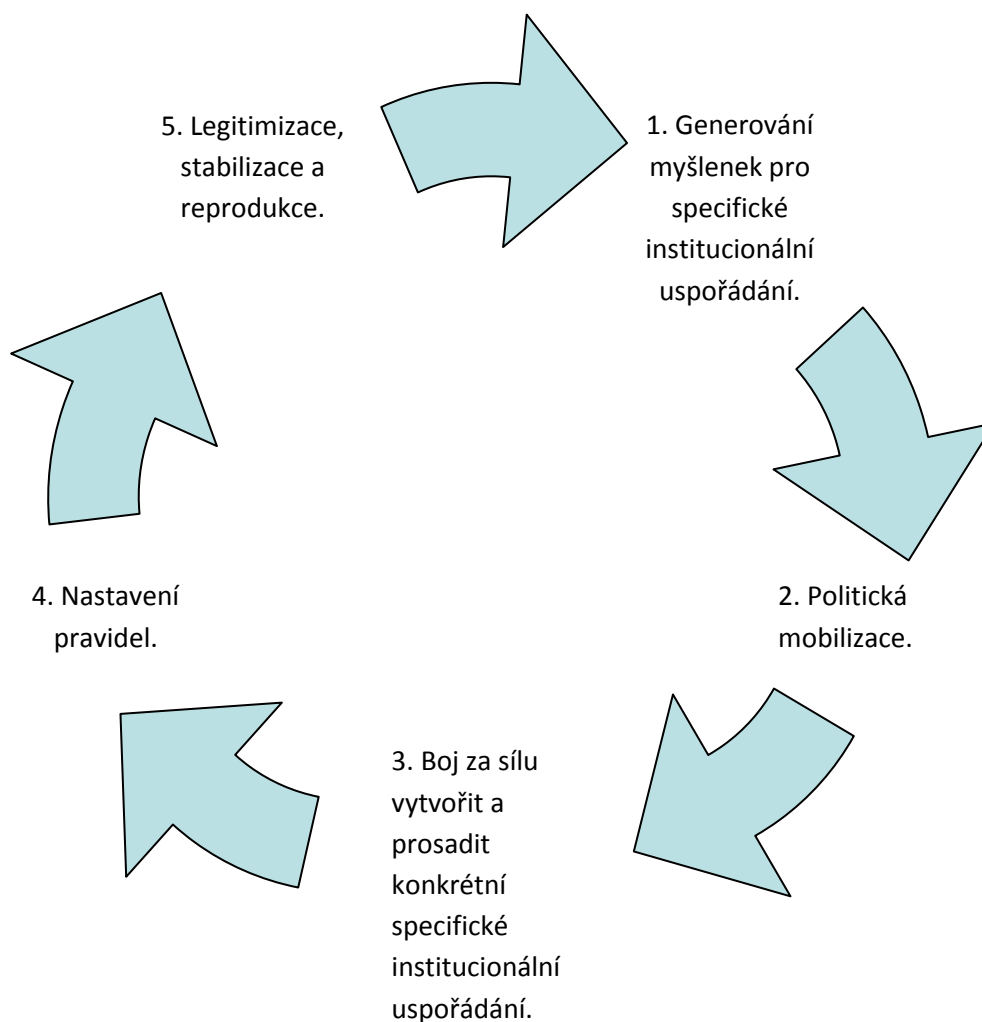 1. Generování
myšlenek pro
specifické
institucionální
uspořádání.
2. Politická
mobilizace.
3. Boj za sílu
vytvořit a
prosadit
konkrétní
specifické
institucionální
uspořádání.
4. Nastavení
pravidel.
5. Legitimizace,
stabilizace a
reprodukce.